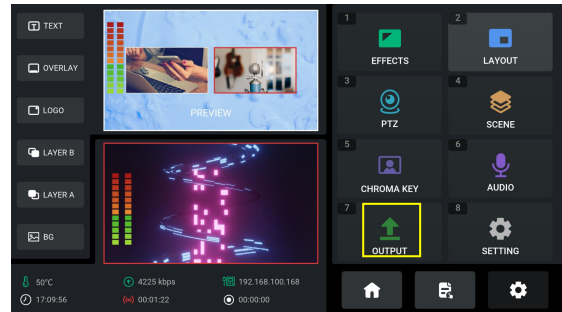 TEXT
OVERLAY
LOGO
LAYER B
LAYER A
BG
PREVIEW
1
EFFECTS
2
LAYOUT
3
PTZ
4
SCENE
5
CHROMA KEY
6
AUDIO
7
OUTPUT
8
SETTING
50°C
4225 kbps
192.168.100.168
17:09:56
00:01:22
00:00:00